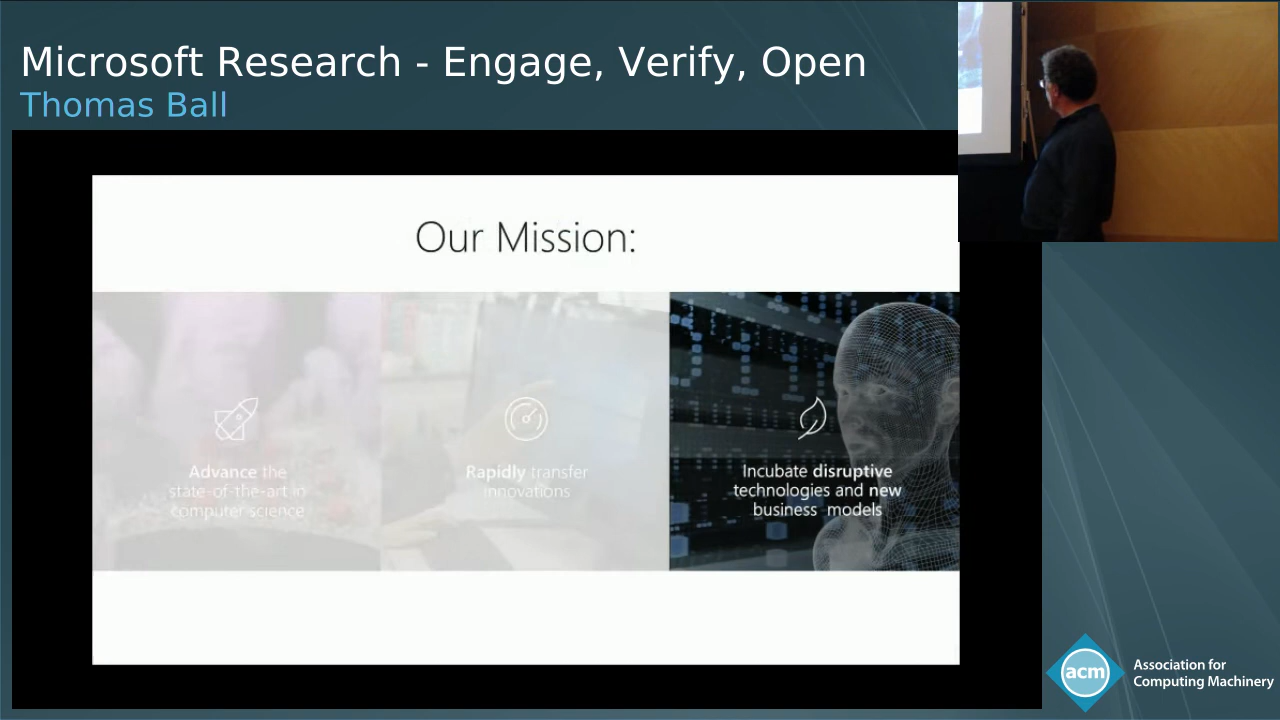 Microsoft Research - Engage, Verify, Open
Thomas Ball
Our Mission:
Advance the
state-of-the-art in
computer science
Rapidly transfer
innovations
Incubate disruptive
technologies and new
business models
acm
Association for
Computing Machinery